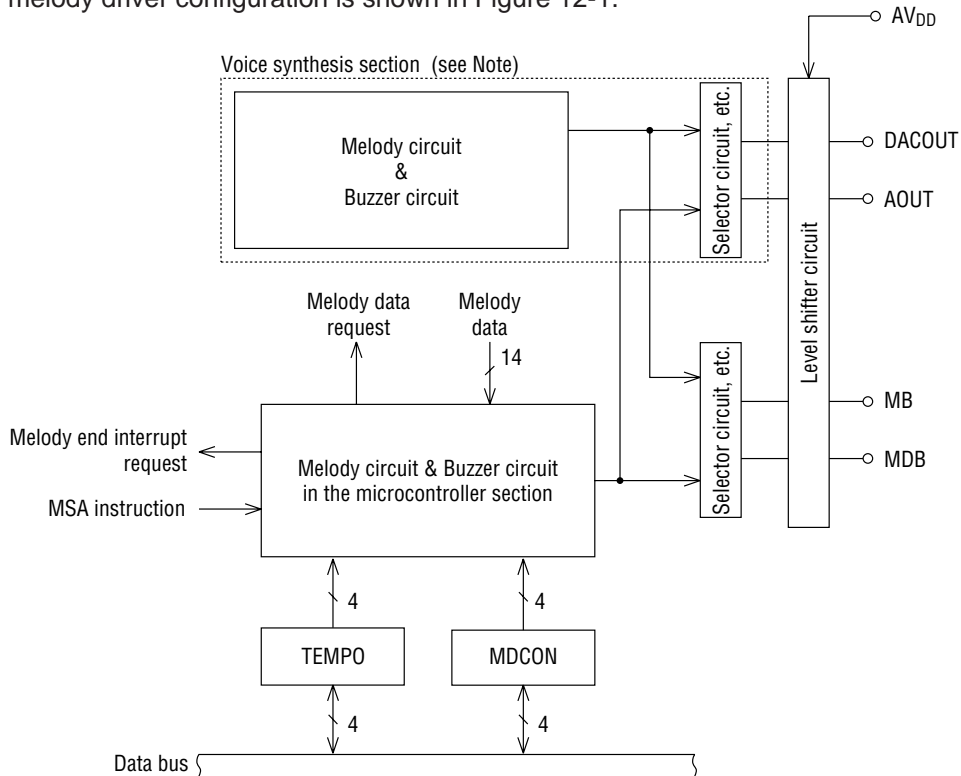 melody driver configuration is shown in Figure 12-1.
AVDD
Voice synthesis section (see Note)
Melody circuit
&
Buzzer circuit
Selector circuit, etc.
Level shifter circuit
DACOUT
AOUT
Melody data
request
Melody
data
14
Selector circuit, etc.
MB
MDB
Melody end interrupt
request
MSA instruction
Melody circuit & Buzzer circuit
in the microcontroller section
4
4
TEMPO
MDCON
4
4
Data bus